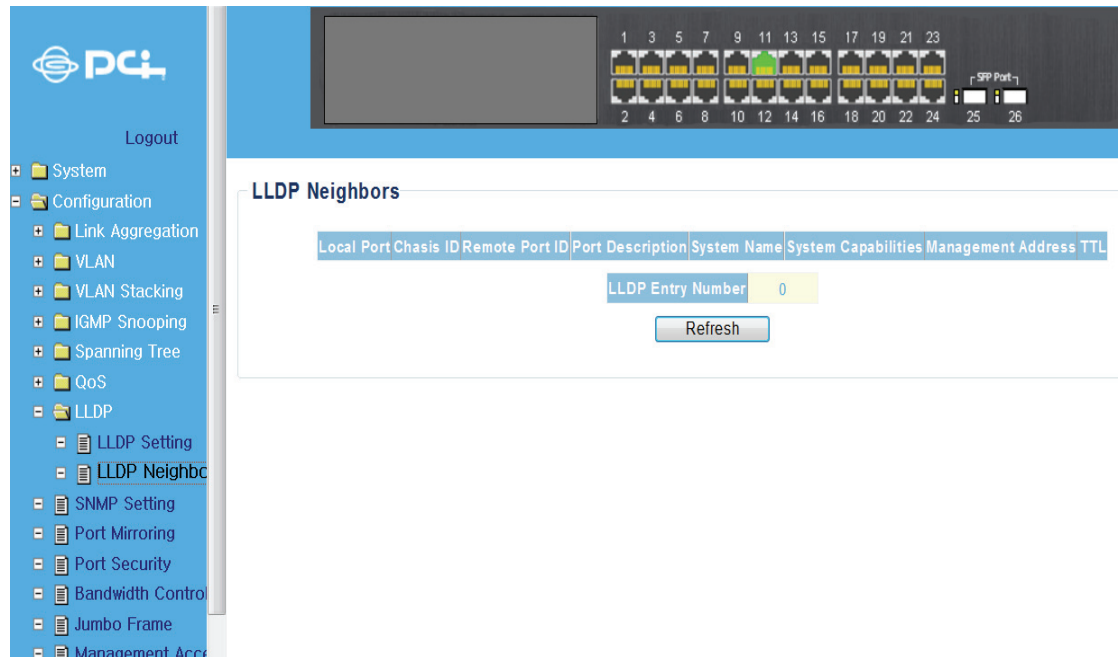 PCi
Logout
System
Configuration
Link Aggregation
VLAN
VLAN Stacking
IGMP Snooping
Spanning Tree
QoS
LLDP
LLDP Setting
LLDP Neighbo
SNMP Setting
Port Mirroring
Port Security
Bandwidth Control
Jumbo Frame
Management Acce
1 3 5 7 9 11 13 15 17 19 21 23
SFP Port
2 4 6 8 10 12 14 16 18 20 22 24 25 26
LLDP Neighbors
Local Port Chasis ID Remote Port ID Port Description System Name System Capabilities Management Address TTL
LLDP Entry Number 0
Refresh